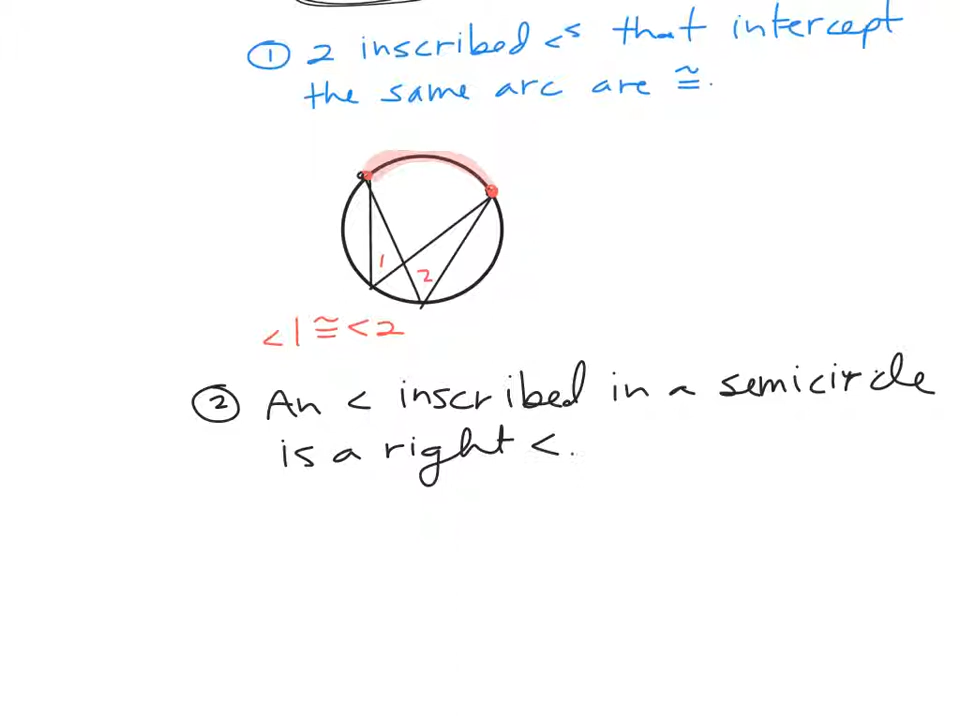 ① 2 inscribed <s that intercept
the same arc are ≅.
1
2
<1 ≅ <2
② An < inscribed in a semicircle
is a right <.